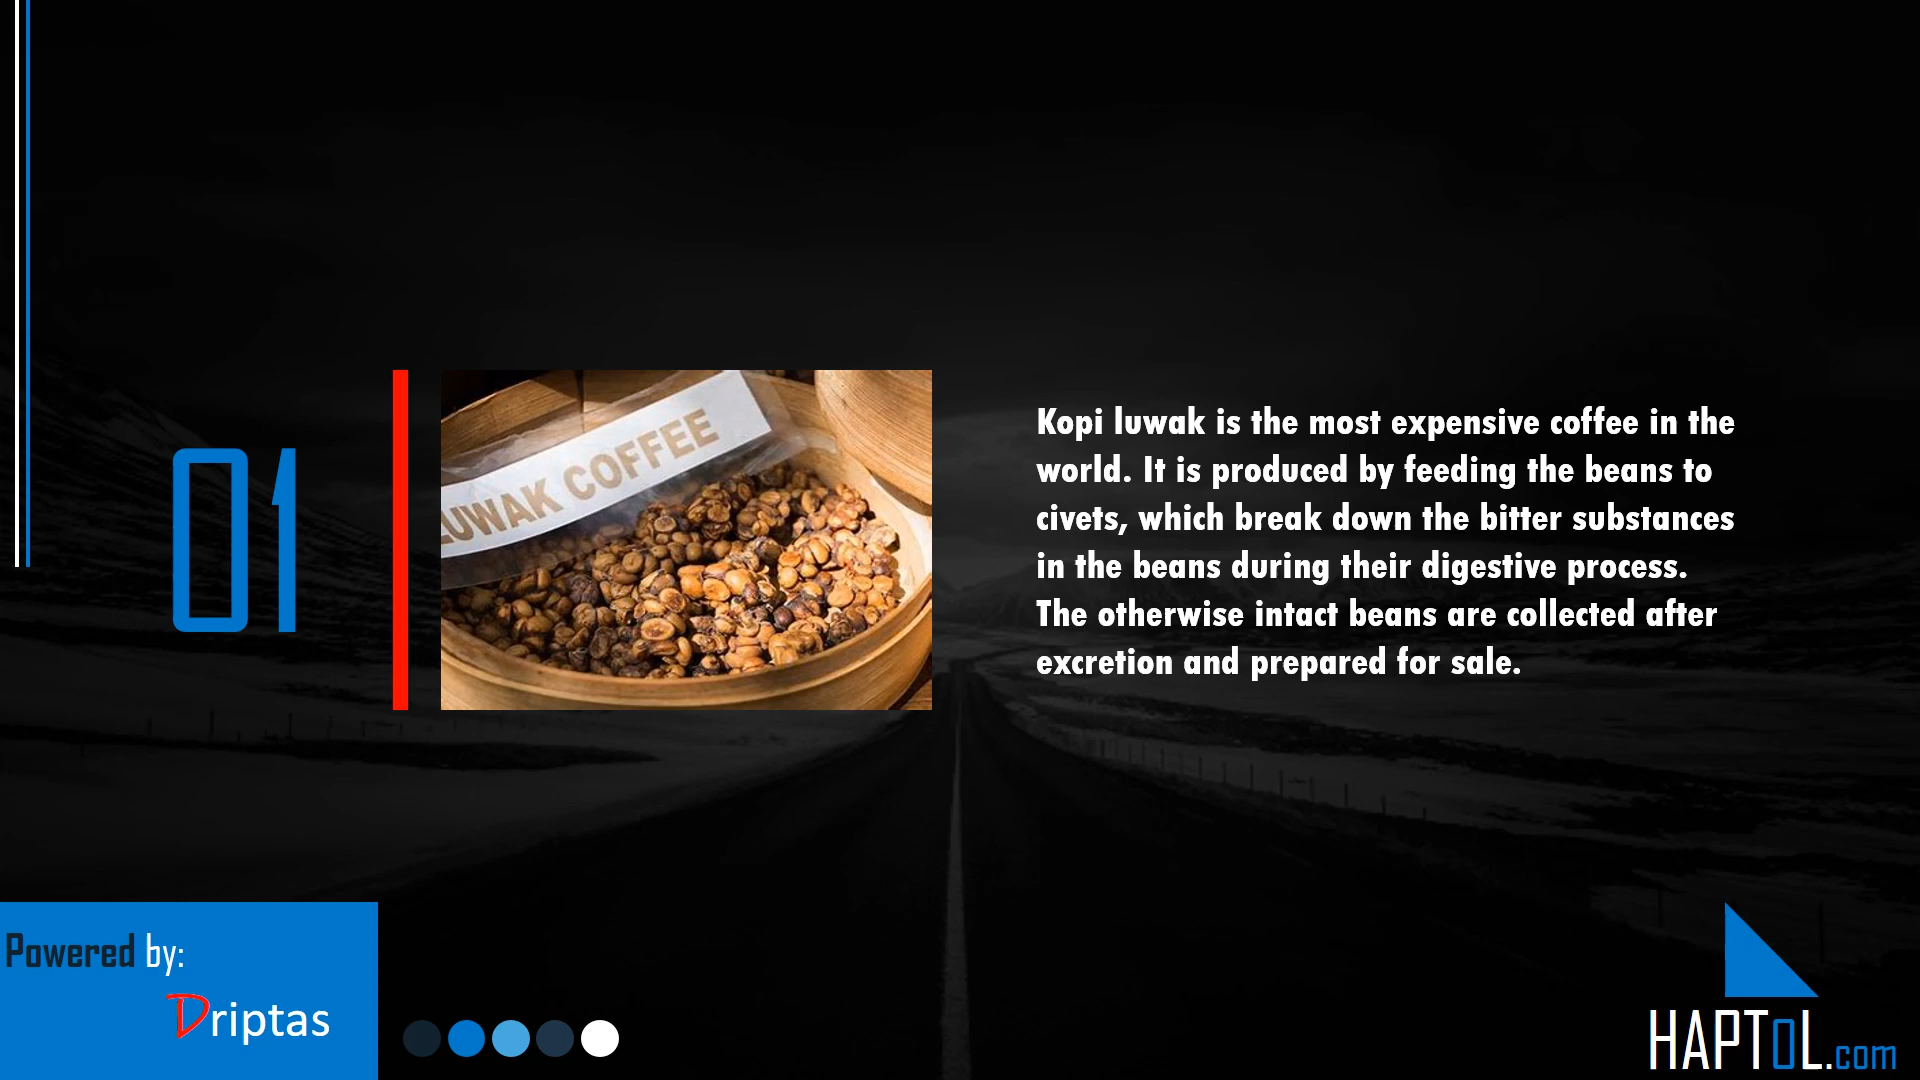 01
LUWAK COFFEE
Kopi luwak is the most expensive coffee in the
world. It is produced by feeding the beans to
civets, which break down the bitter substances
in the beans during their digestive process.
The otherwise intact beans are collected after
excretion and prepared for sale.
Powered by:
Driptas
HAPTOL.com